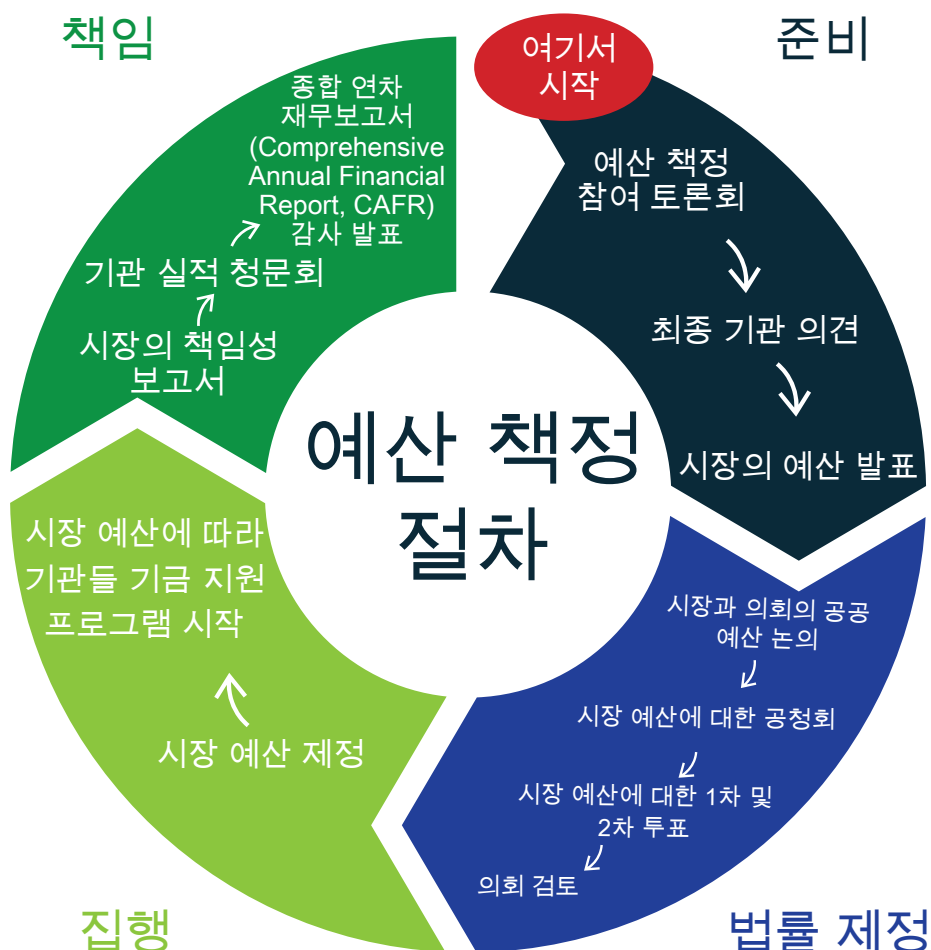 책임
준비
여기서
시작
예산 책정
참여 토론회
최종 기관 의견
시장의 예산 발표
시장과 의회의 공공
예산 논의
시장 예산에 대한 공청회
시장 예산에 대한 1차 및
2차 투표
의회 검토
법률 제정
시장 예산 제정
시장 예산에 따라
기관들 기금 지원
프로그램 시작
집행
시장의 책임성
보고서
기관 실적 청문회
종합 연차
재무보고서
(Comprehensive
Annual Financial
Report, CAFR)
감사 발표
예산 책정
절차